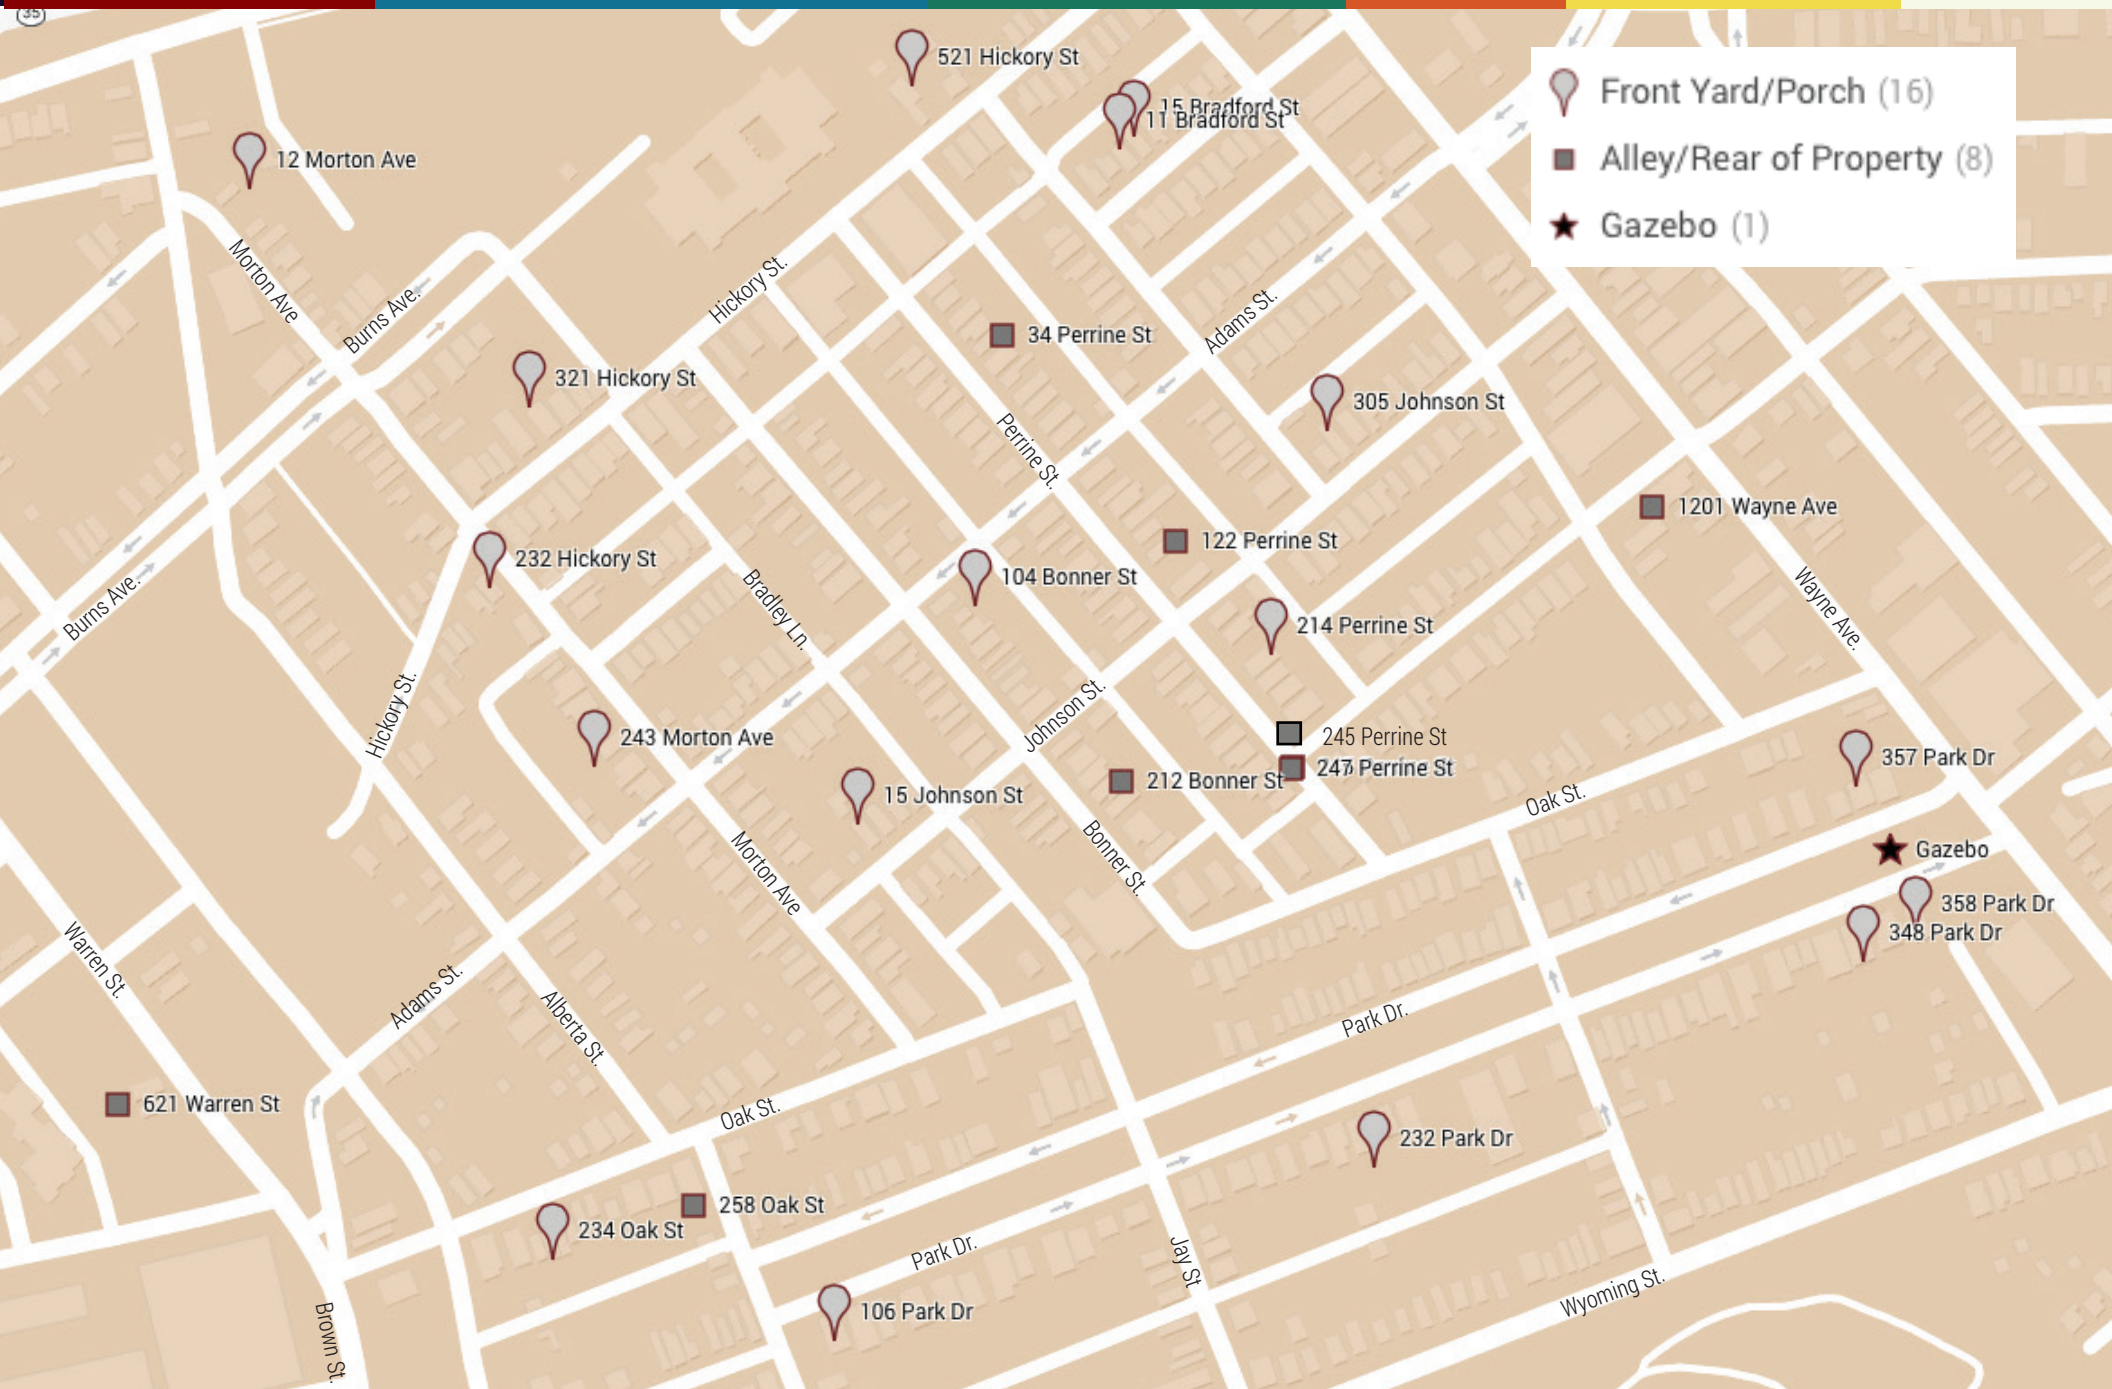 35
521 Hickory St
15 Bradford St
11 Bradford St
Front Yard/Porch (16)
Alley/Rear of Property (8)
Gazebo (1)
12 Morton Ave
Morton Ave
Burns Ave.
Hickory St.
321 Hickory St
34 Perrine St
Adams St.
305 Johnson St
Perrine St.
1201 Wayne Ave
122 Perrine St
232 Hickory St
104 Bonner St
Burns Ave.
Bradley Ln.
Wayne Ave.
214 Perrine St
Hickory St.
Johnson St.
243 Morton Ave
245 Perrine St
247 Perrine St
212 Bonner St
15 Johnson St
357 Park Dr
Oak St.
Gazebo
Morton Ave
Bonner St.
358 Park Dr
348 Park Dr
Warren St.
Adams St.
Alberta St.
Park Dr.
621 Warren St
Oak St.
232 Park Dr
258 Oak St
234 Oak St
Park Dr.
Jay St
Wyoming St.
106 Park Dr
Brown St.